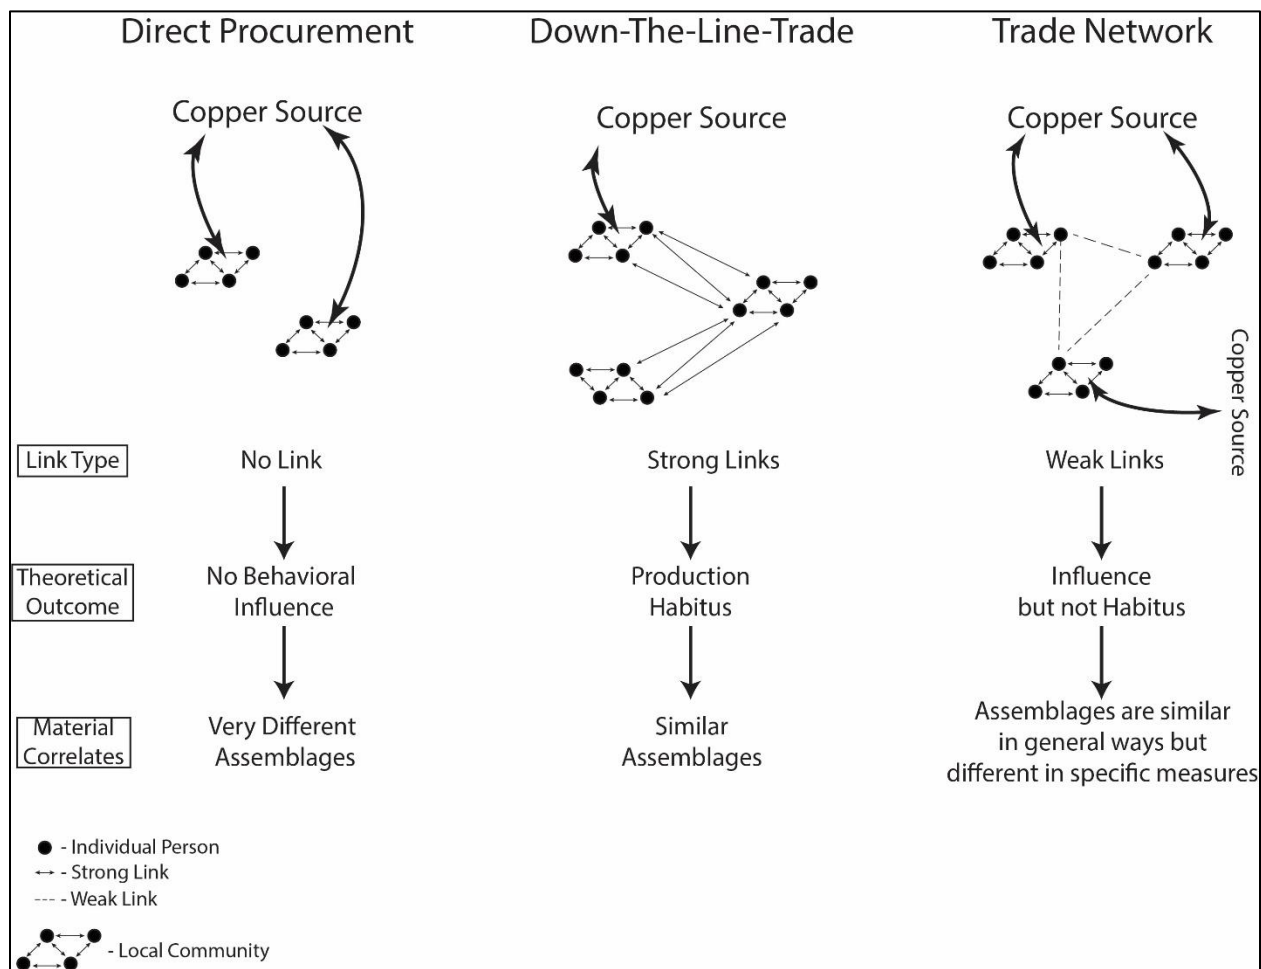 Direct Procurement
Down-The-Line-Trade
Trade Network
Copper Source
Copper Source
Copper Source
Copper Source
Link Type
No Link
Strong Links
Weak Links
Theoretical
Outcome
No Behavioral
Influence
Production
Habitus
Influence
but not Habitus
Material
Correlates
Very Different
Assemblages
Similar
Assemblages
Assemblages are similar
in general ways but
different in specific measures
- Individual Person
- Strong Link
- Weak Link
- Local Community